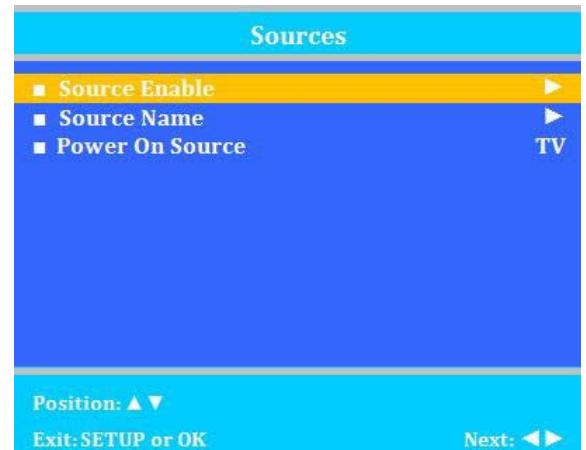 Sources
■ Source Enable ►
■ Source Name ►
■ Power On Source TV
Position: ▲ ▼
Exit: SETUP or OK Next: ◄►